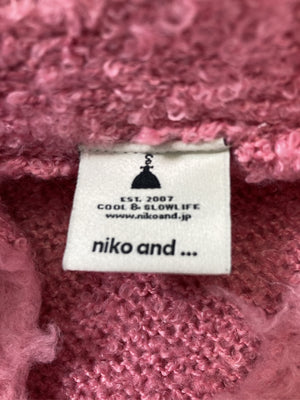 EST. 2007
COOL & SLOWLIFE
www.nikoand.jp
niko and ...